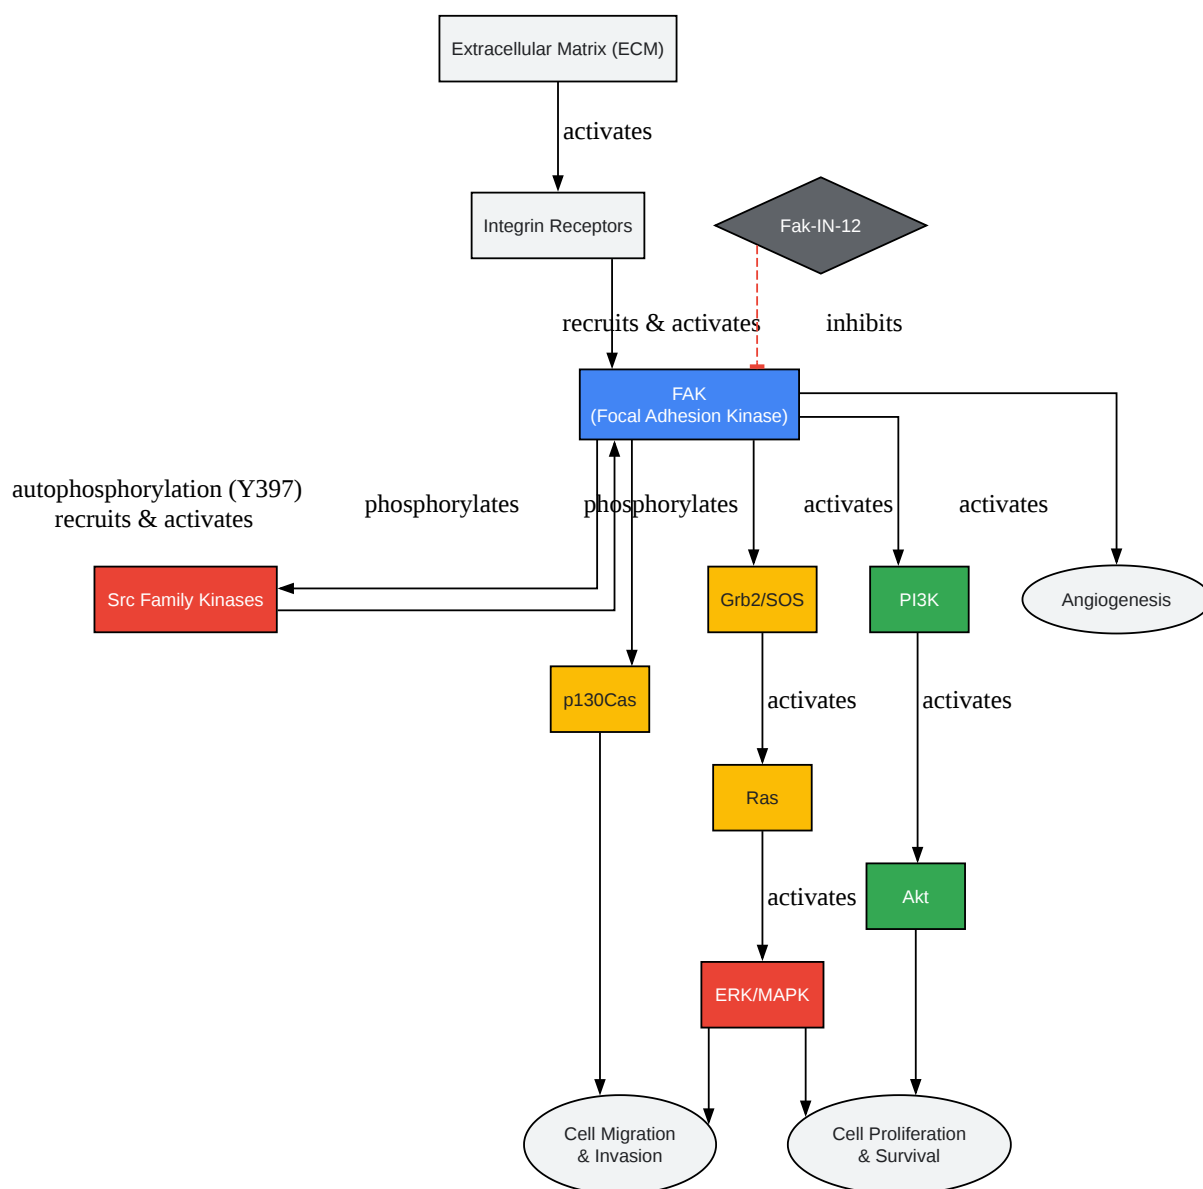 Extracellular Matrix (ECM)
activates
Integrin Receptors
Fak-IN-12
recruits & activates
inhibits
FAK
(Focal Adhesion Kinase)
autophosphorylation (Y397)
recruits & activates
phosphorylates
phosphorylates
activates
activates
Src Family Kinases
Grb2/SOS
PI3K
Angiogenesis
p130Cas
activates
activates
Ras
activates
Akt
ERK/MAPK
Cell Migration
& Invasion
Cell Proliferation
& Survival